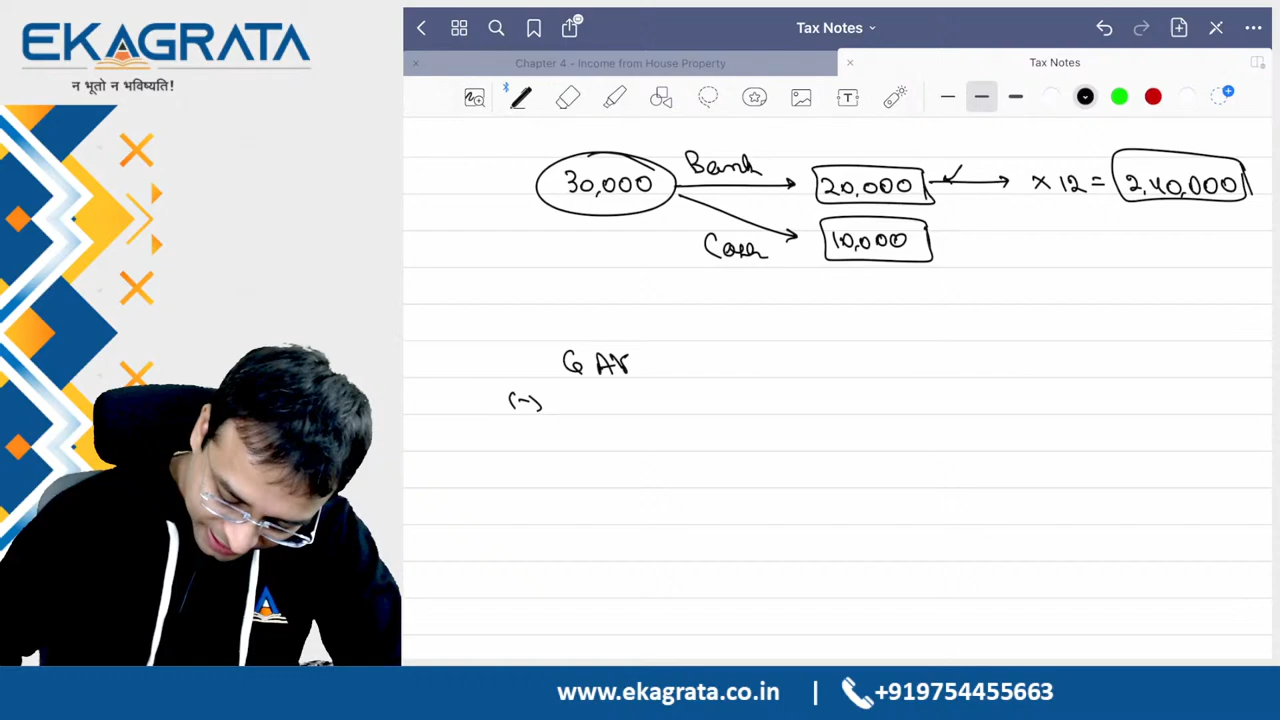 EKAGRATA
न भूतो न भविष्यति!
Tax Notes
Chapter 4 - Income from House Property
Tax Notes
30,000 Bank 20,000 × 12 = 2,40,000
Cash 10,000
GAV
(-)
www.ekagrata.co.in | +919754455663